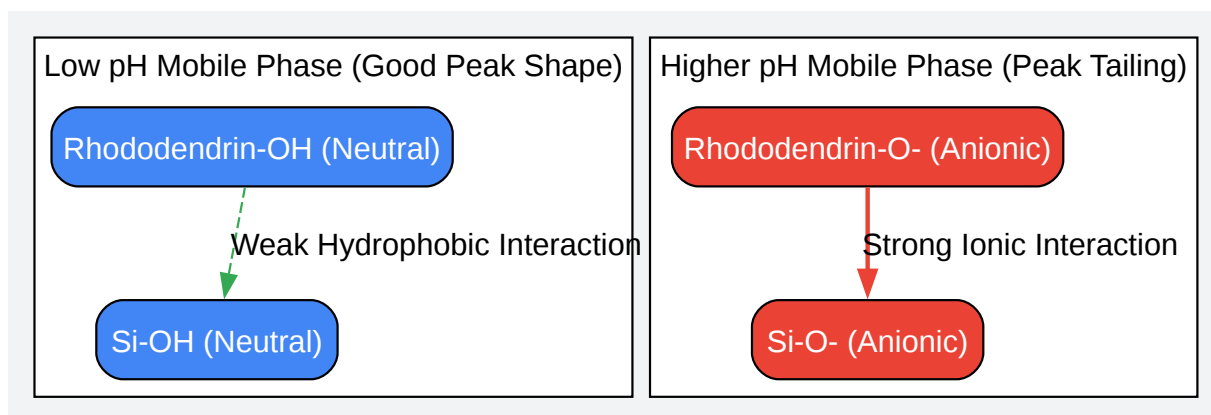 Low pH Mobile Phase (Good Peak Shape)
Rhododendrin-OH (Neutral)
Weak Hydrophobic Interaction
Si-OH (Neutral)
Higher pH Mobile Phase (Peak Tailing)
Rhododendrin-O- (Anionic)
Strong Ionic Interaction
Si-O- (Anionic)